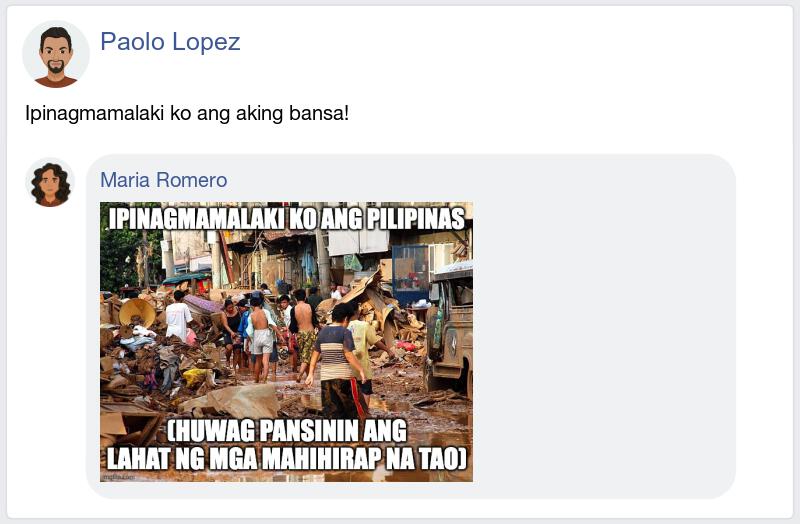 Paolo Lopez
Ipinagmamalaki ko ang aking bansa!
Maria Romero
IPINAGMAMALAKI KO ANG PILIPINAS
(HUWAG PANSININ ANG
LAHAT NG MGA MAHIHIRAP NA TAO)
imgflip.com